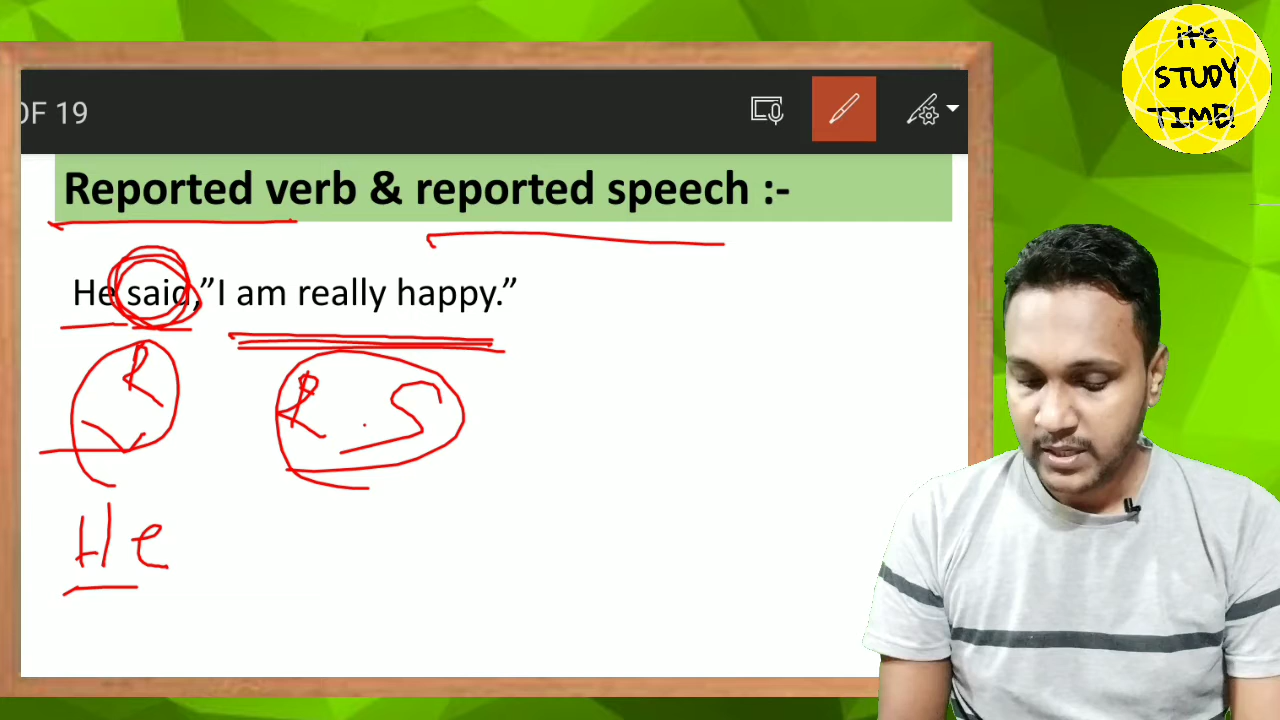 OF 19
it's
STUDY
TIME!
Reported verb & reported speech :-
He said,”I am really happy.”
R V
R S
He